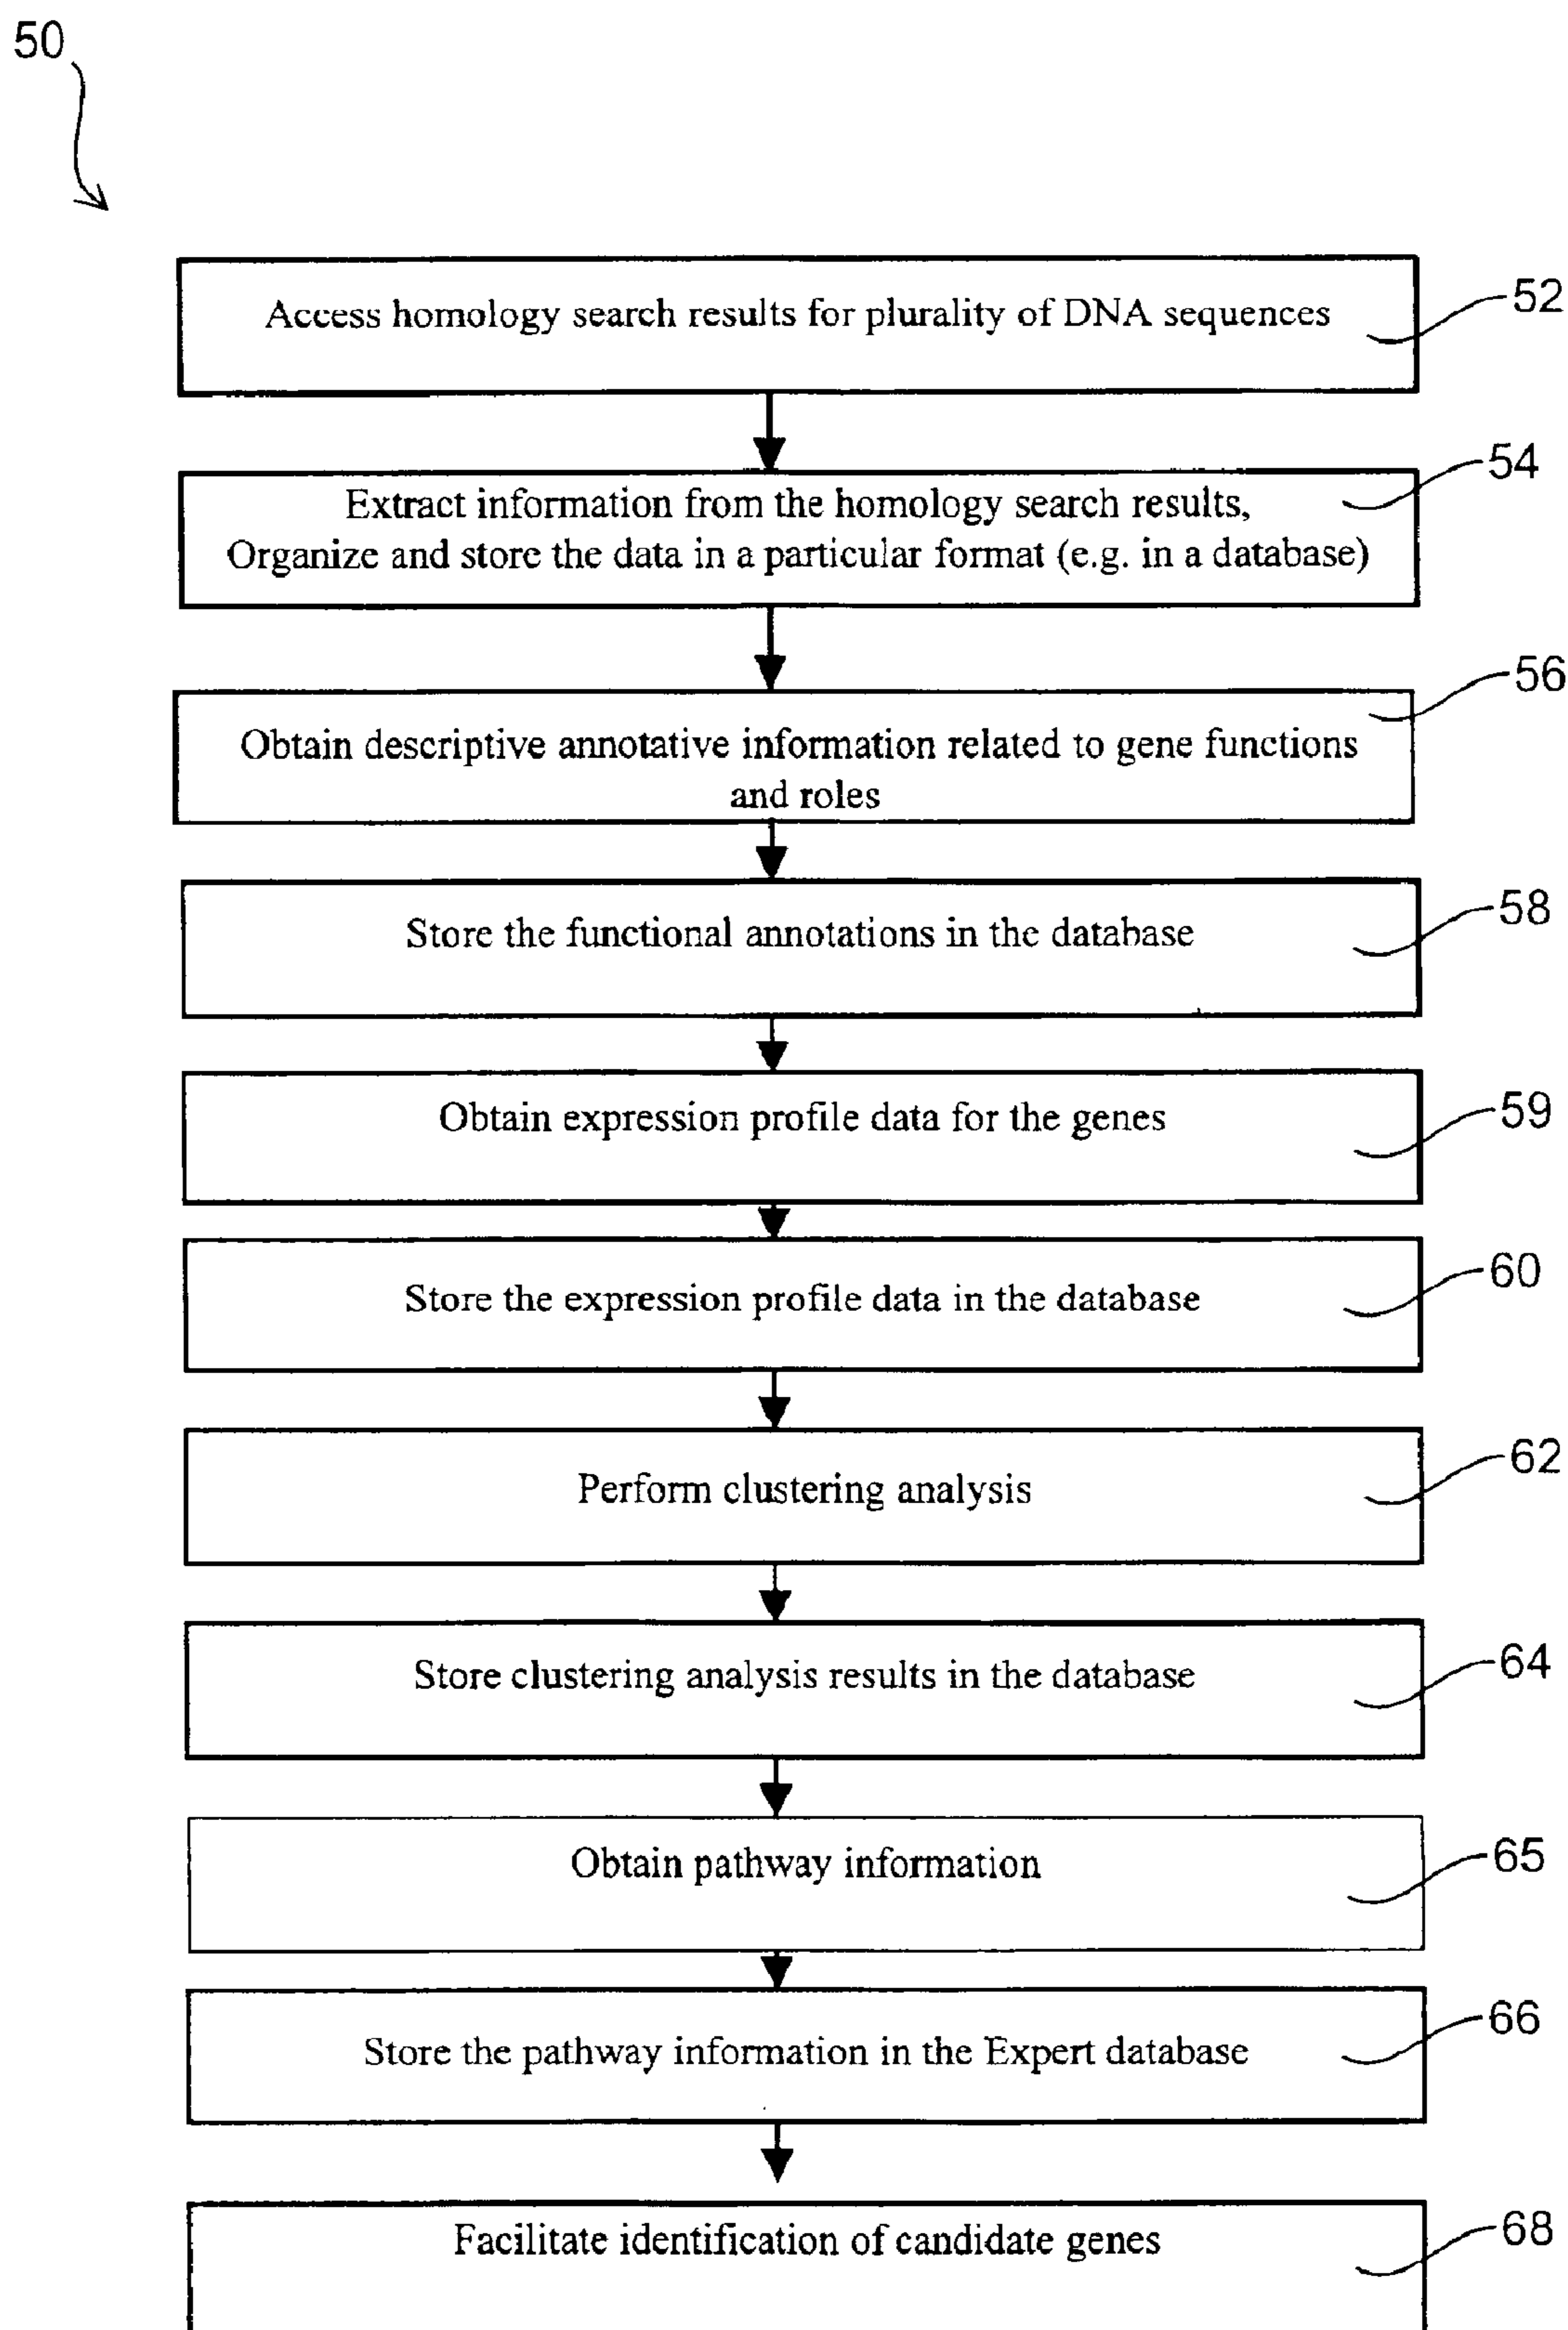 50
Access homology search results for plurality of DNA sequences
52
54
Extract information from the homology search results,
Organize and store the data in a particular format (e.g. in a database)
56
Obtain descriptive annotative information related to gene functions
and roles
58
Store the functional annotations in the database
59
Obtain expression profile data for the genes
60
Store the expression profile data in the database
62
Perform clustering analysis
64
Store clustering analysis results in the database
65
Obtain pathway information
66
Store the pathway information in the Expert database
68
Facilitate identification of candidate genes